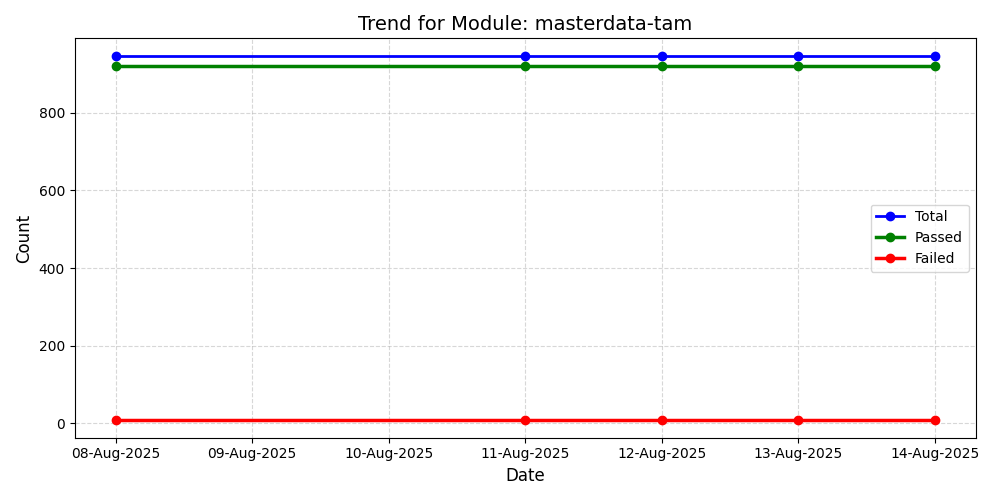 Trend for Module: masterdata-tam
800
600
400
200
0
Count
Total
Passed
Failed
08-Aug-2025 09-Aug-2025 10-Aug-2025 11-Aug-2025 12-Aug-2025 13-Aug-2025 14-Aug-2025
Date